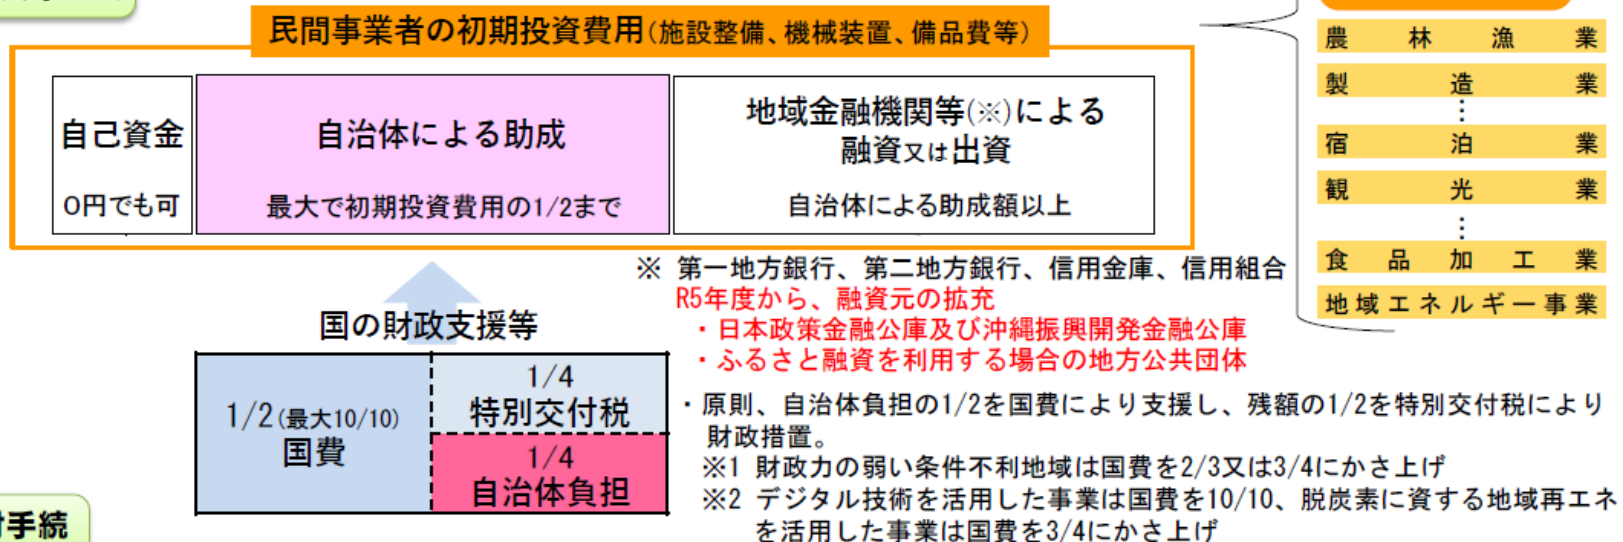 民間事業者の初期投資費用(施設整備、機械装置、備品費等)
自己資金
0円でも可
自治体による助成
最大で初期投資費用の1/2まで
地域金融機関等(※)による
融資又は出資
自治体による助成額以上
農林漁業
製造業
⋮
宿泊業
観光業
⋮
食品加工業
地域エネルギー事業
※ 第一地方銀行、第二地方銀行、信用金庫、信用組合
R5年度から、融資元の拡充
・日本政策金融公庫及び沖縄振興開発金融公庫
・ふるさと融資を利用する場合の地方公共団体
国の財政支援等
1/2(最大10/10)
国費
1/4
特別交付税
1/4
自治体負担
・原則、自治体負担の1/2を国費により支援し、残額の1/2を特別交付税により
財政措置。
※1 財政力の弱い条件不利地域は国費を2/3又は3/4にかさ上げ
※2 デジタル技術を活用した事業は国費を10/10、脱炭素に資する地域再エネ
を活用した事業は国費を3/4にかさ上げ
手続